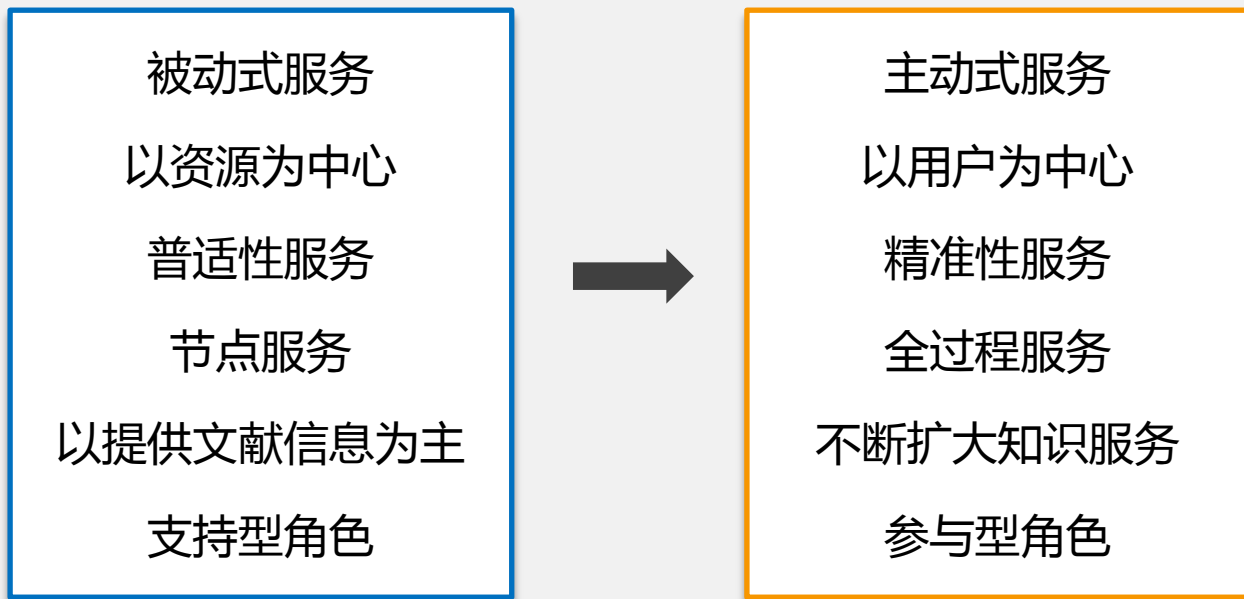 被动式服务
以资源为中心
普适性服务
节点服务
以提供文献信息为主
支持型角色
主动式服务
以用户为中心
精准性服务
全过程服务
不断扩大知识服务
参与型角色